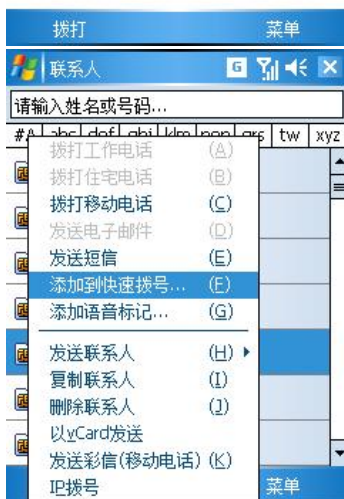 拨打 菜单
联系人 G
请输入姓名或号码...
#A abc def ghi klm nop qrs tw xyz
拨打工作电话 (A)
拨打住宅电话 (B)
拨打移动电话 (C)
发送电子邮件 (D)
发送短信 (E)
添加到快速拨号... (F)
添加语音标记... (G)
发送联系人 (H)
复制联系人 (I)
删除联系人 (J)
以vCard发送
发送彩信(移动电话) (K)
IP拨号
菜单